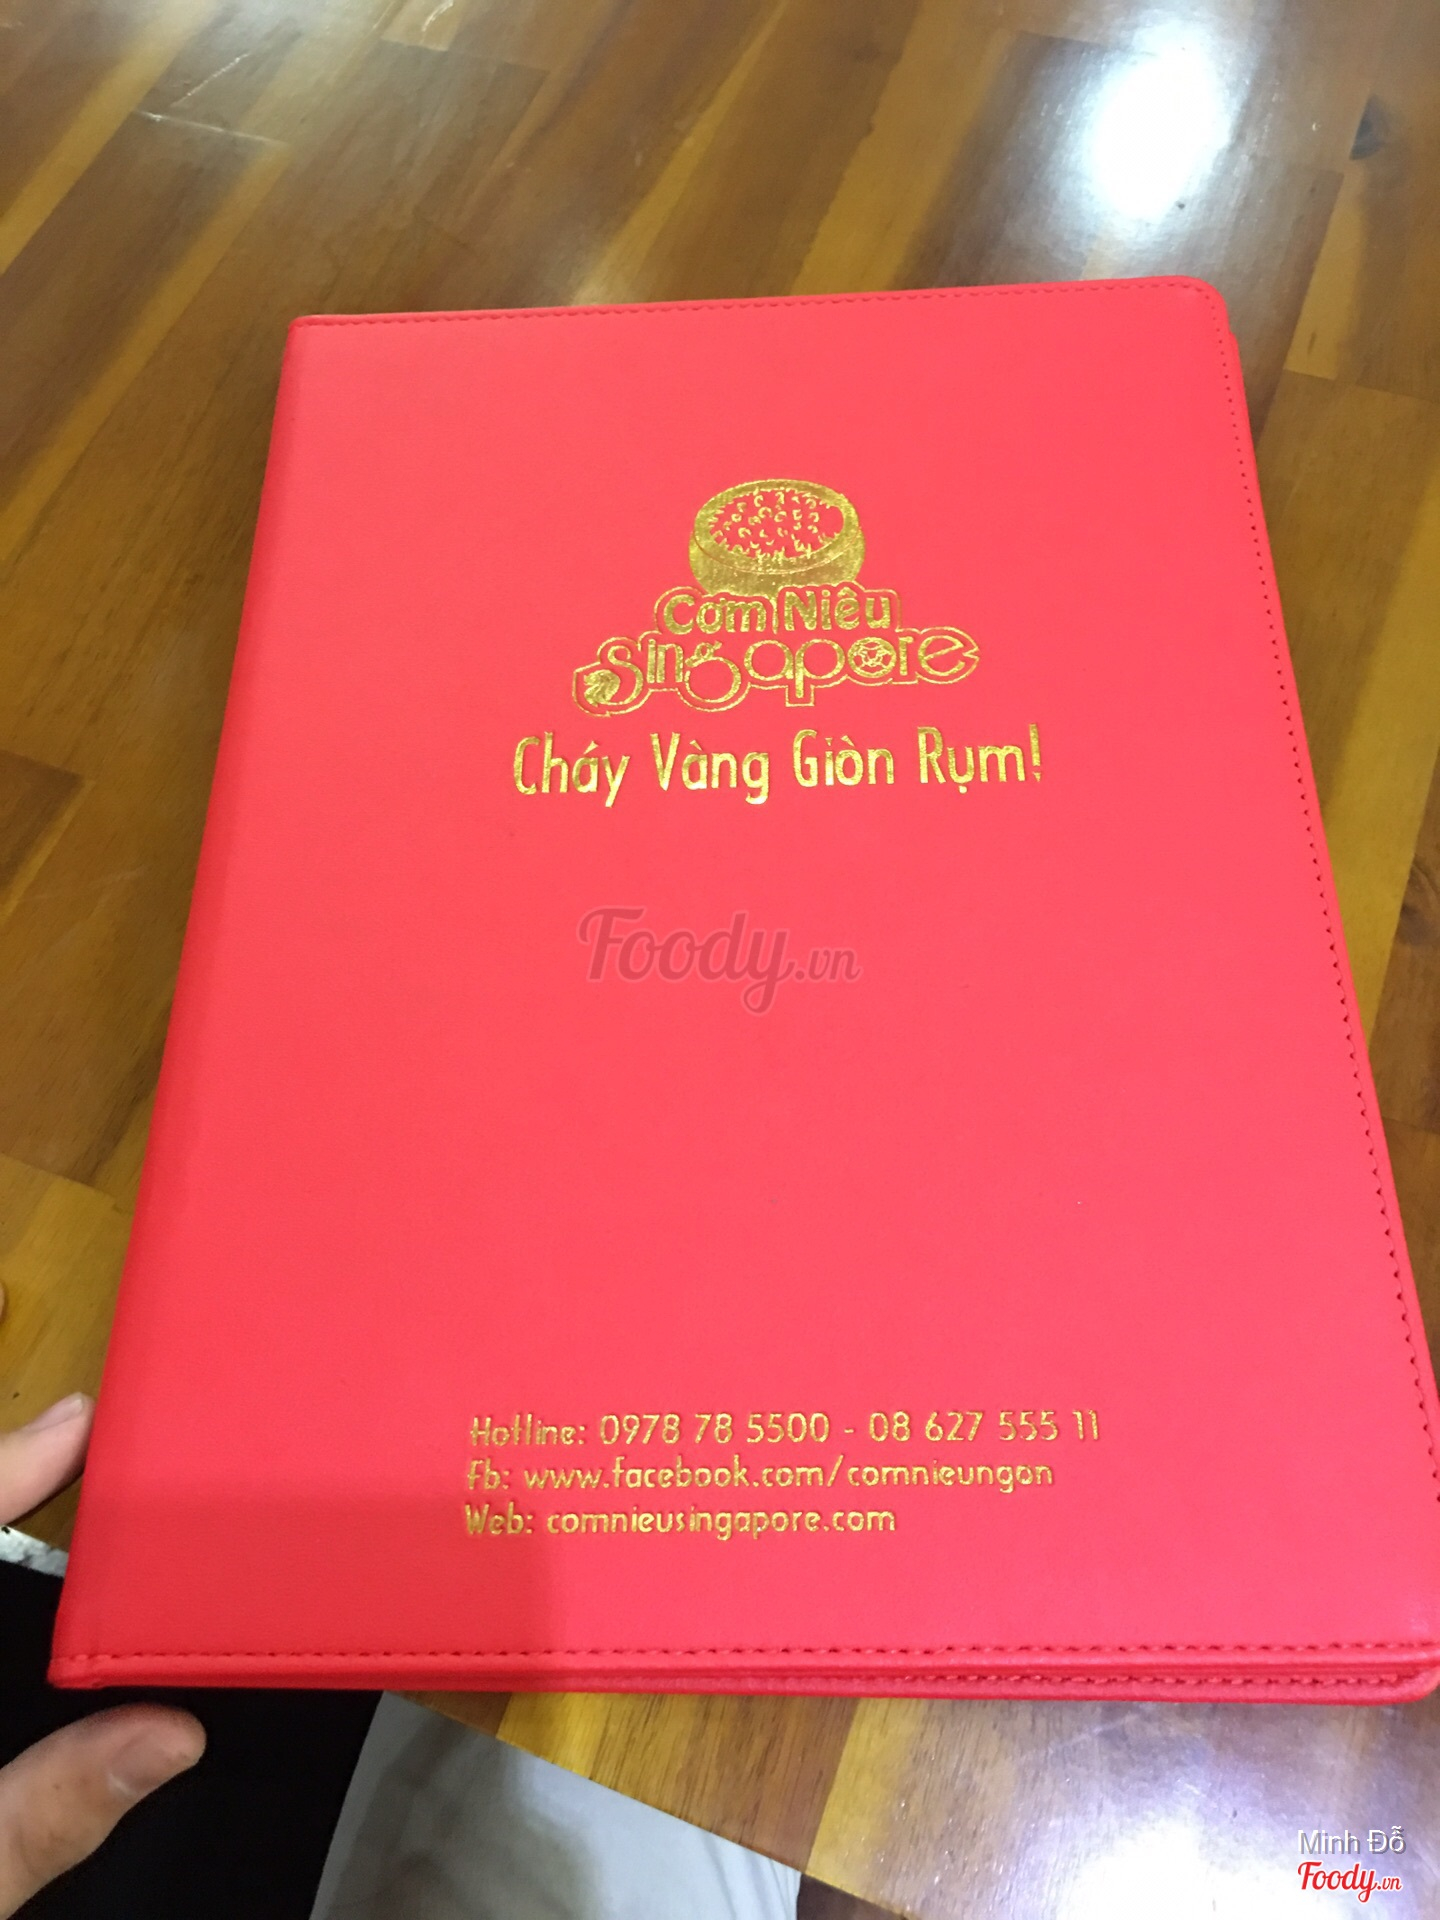 Cơm Niêu
Singapore
Cháy Vàng Giòn Rụm!
Foody.vn
Hotline: 0978 78 5500 - 08 627 555 11
Fb: www.facebook.com/comnieungon
Web: comnieusingapore.com
Minh Đỗ
Foody.vn